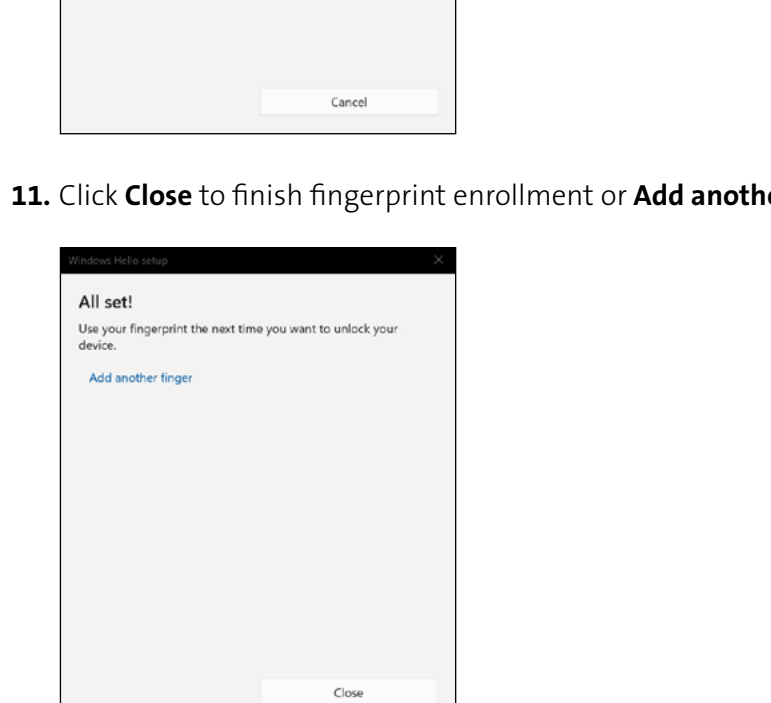 Cancel
11. Click Close to finish fingerprint enrollment or Add anothe
Windows Hello setup
All set!
Use your fingerprint the next time you want to unlock your
device.
Add another finger
Close